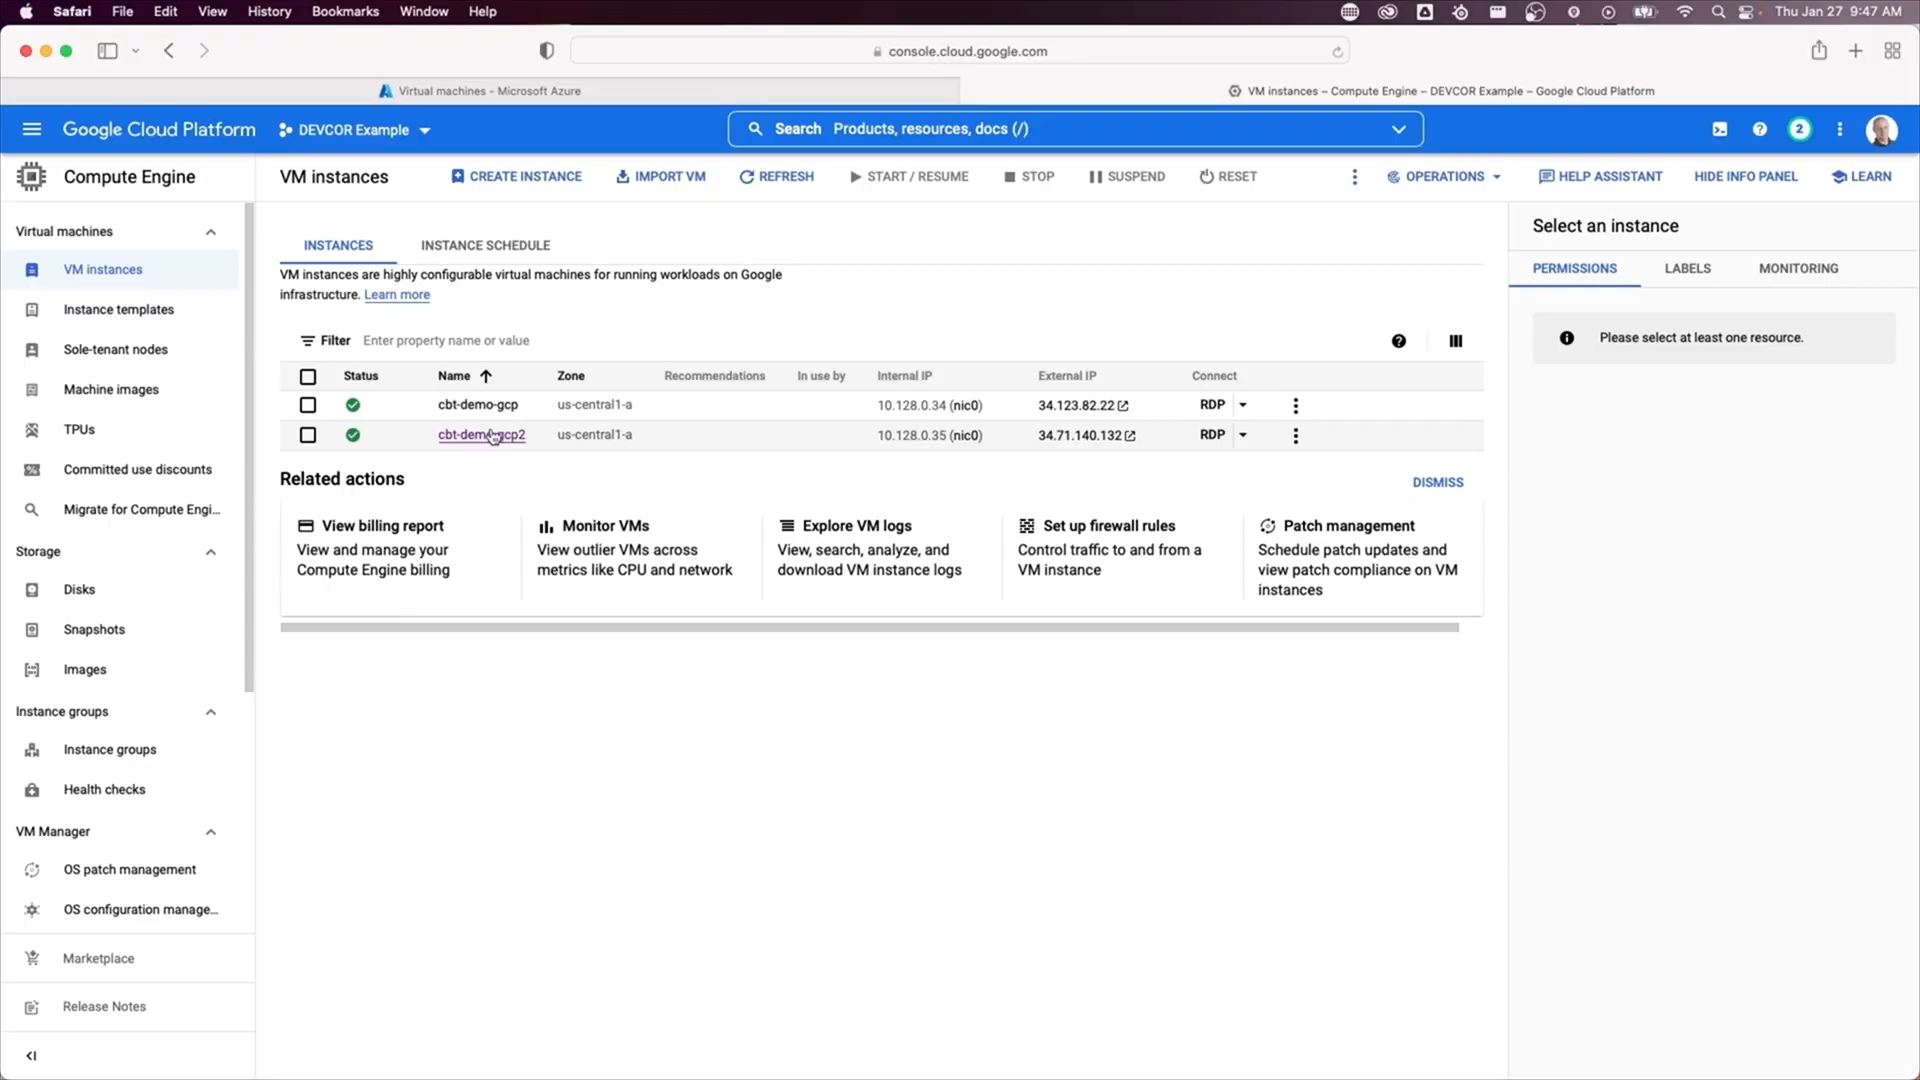 Safari File Edit View History Bookmarks Window Help Thu Jan 27 9:47 AM
console.cloud.google.com
Virtual machines - Microsoft Azure
VM instances – Compute Engine – DEVCOR Example – Google Cloud Platform
Google Cloud Platform DEVCOR Example Search Products, resources, docs (/) 2
Compute Engine
VM instances CREATE INSTANCE IMPORT VM REFRESH START / RESUME STOP SUSPEND RESET OPERATIONS HELP ASSISTANT HIDE INFO PANEL LEARN
Virtual machines
VM instances
Instance templates
Sole-tenant nodes
Machine images
TPUs
Committed use discounts
Migrate for Compute Engi...
Storage
Disks
Snapshots
Images
Instance groups
Instance groups
Health checks
VM Manager
OS patch management
OS configuration manage...
Marketplace
Release Notes
INSTANCES INSTANCE SCHEDULE
VM instances are highly configurable virtual machines for running workloads on Google
infrastructure. Learn more
Filter Enter property name or value
Status Name Zone Recommendations In use by Internal IP External IP Connect
cbt-demo-gcp us-central1-a 10.128.0.34 (nic0) 34.123.82.22 RDP
cbt-demo-gcp2 us-central1-a 10.128.0.35 (nic0) 34.71.140.132 RDP
Related actions DISMISS
View billing report
View and manage your
Compute Engine billing
Monitor VMs
View outlier VMs across
metrics like CPU and network
Explore VM logs
View, search, analyze, and
download VM instance logs
Set up firewall rules
Control traffic to and from a
VM instance
Patch management
Schedule patch updates and
view patch compliance on VM
instances
Select an instance
PERMISSIONS LABELS MONITORING
Please select at least one resource.